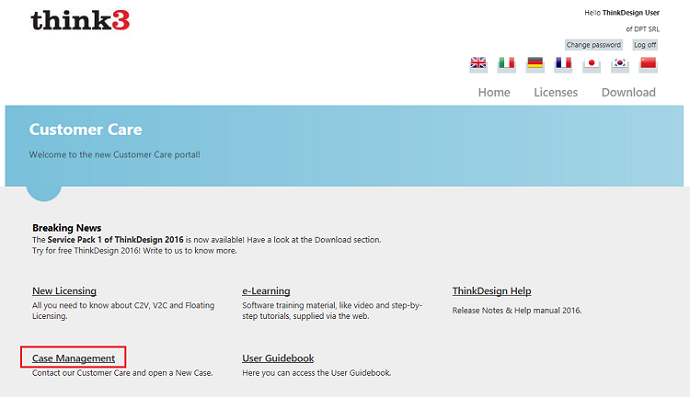 think3
Hello ThinkDesign User
of DPT SRL
Change password Log off
Home Licenses Download
Customer Care
Welcome to the new Customer Care portal!
Breaking News
The Service Pack 1 of ThinkDesign 2016 is now available! Have a look at the Download section.
Try for free ThinkDesign 2016! Write to us to know more.
New Licensing
All you need to know about C2V, V2C and Floating
Licensing.
e-Learning
Software training material, like video and step-by-
step tutorials, supplied via the web.
ThinkDesign Help
Release Notes & Help manual 2016.
Case Management
Contact our Customer Care and open a New Case.
User Guidebook
Here you can access the User Guidebook.